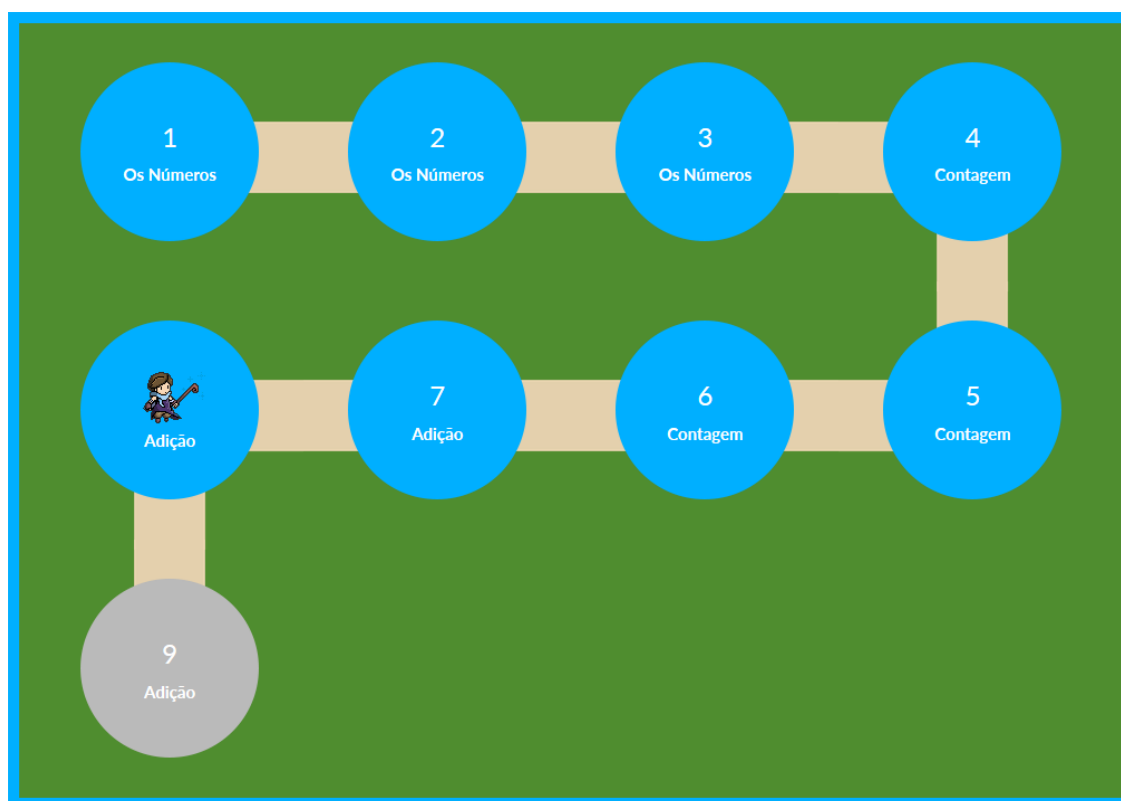 1
Os Números
2
Os Números
3
Os Números
4
Contagem
Adição
7
Adição
6
Contagem
5
Contagem
9
Adição